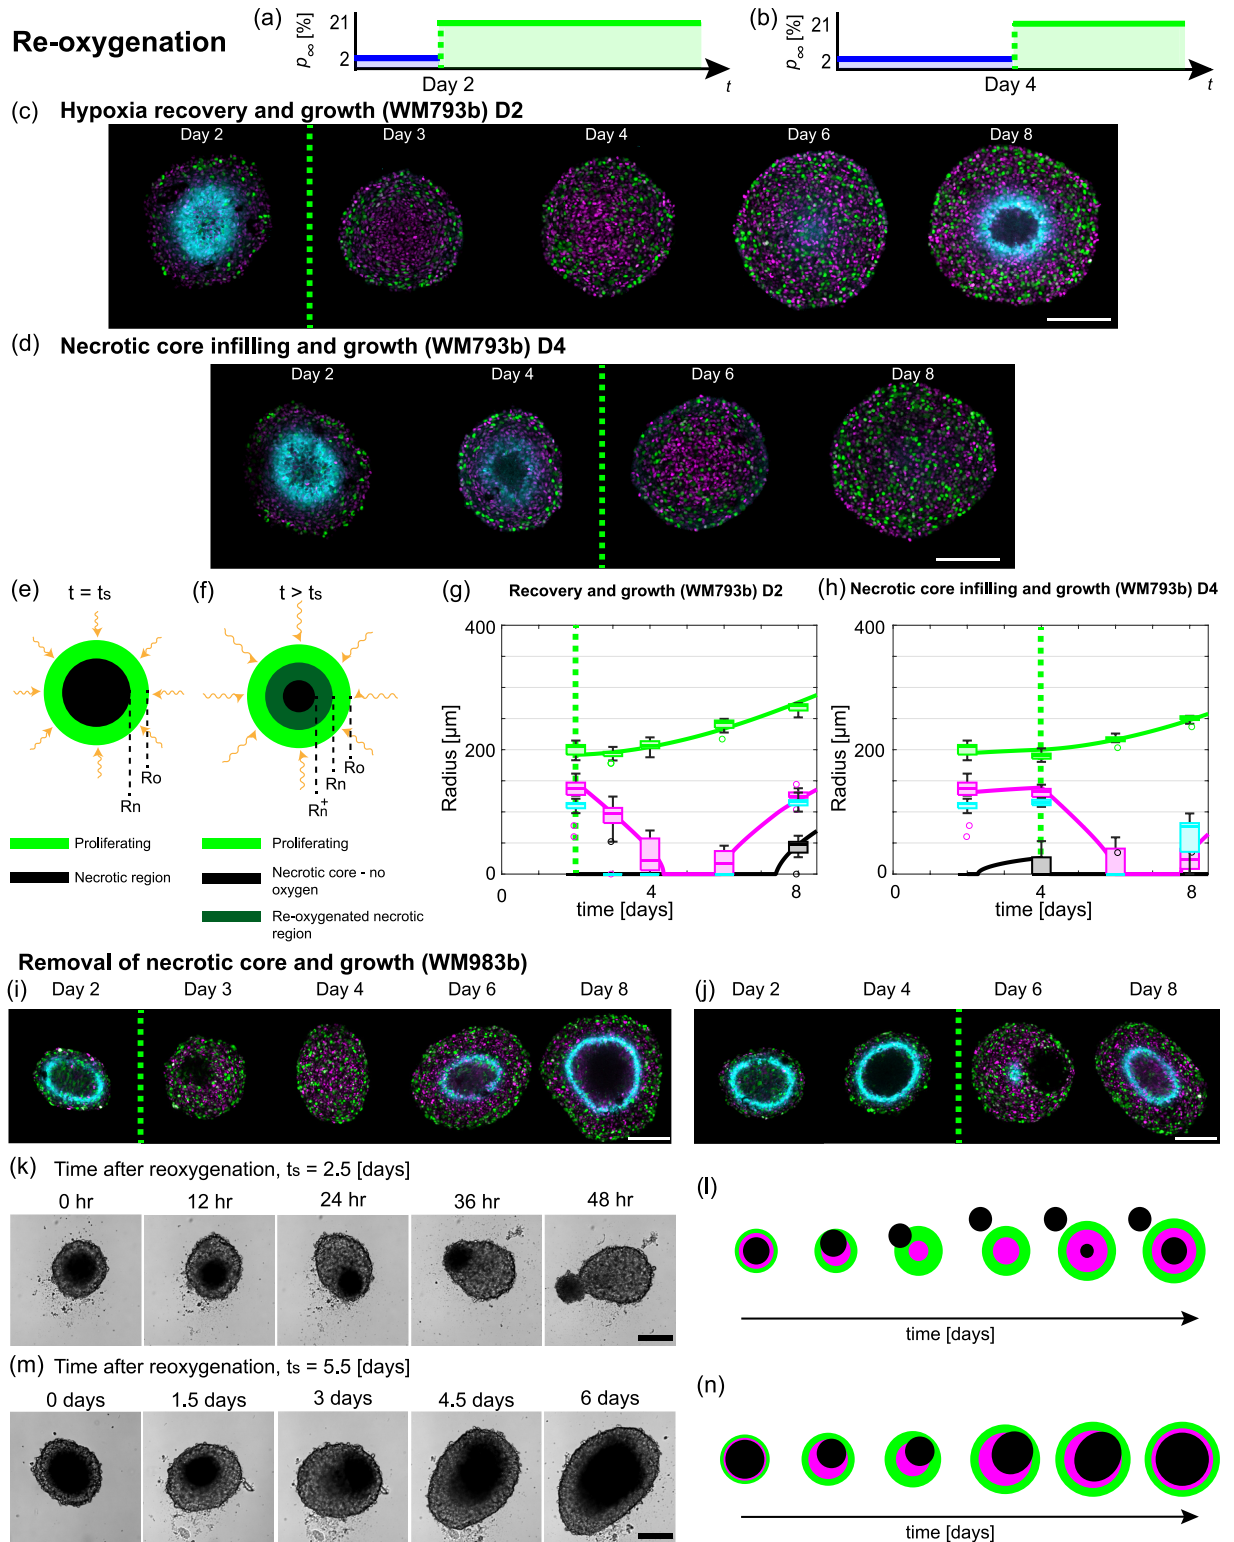 Re-oxygenation
(a)
p∞ [%]
21
2
Day 2
t
(b)
p∞ [%]
21
2
Day 4
t
(c) Hypoxia recovery and growth (WM793b) D2
Day 2 Day 3 Day 4 Day 6 Day 8
(d) Necrotic core infilling and growth (WM793b) D4
Day 2 Day 4 Day 6 Day 8
(e) t = ts
Ro
Rn
Proliferating
Necrotic region
(f) t > ts
Ro
Rn
Rn+
Proliferating
Necrotic core - no
oxygen
Re-oxygenated necrotic
region
(g) Recovery and growth (WM793b) D2
Radius [µm]
400
200
0
0 4 8
time [days]
(h) Necrotic core infilling and growth (WM793b) D4
Radius [µm]
400
200
0
0 4 8
time [days]
Removal of necrotic core and growth (WM983b)
(i) Day 2 Day 3 Day 4 Day 6 Day 8
(j) Day 2 Day 4 Day 6 Day 8
(k) Time after reoxygenation, ts = 2.5 [days]
0 hr 12 hr 24 hr 36 hr 48 hr
(l)
time [days]
(m) Time after reoxygenation, ts = 5.5 [days]
0 days 1.5 days 3 days 4.5 days 6 days
(n)
time [days]